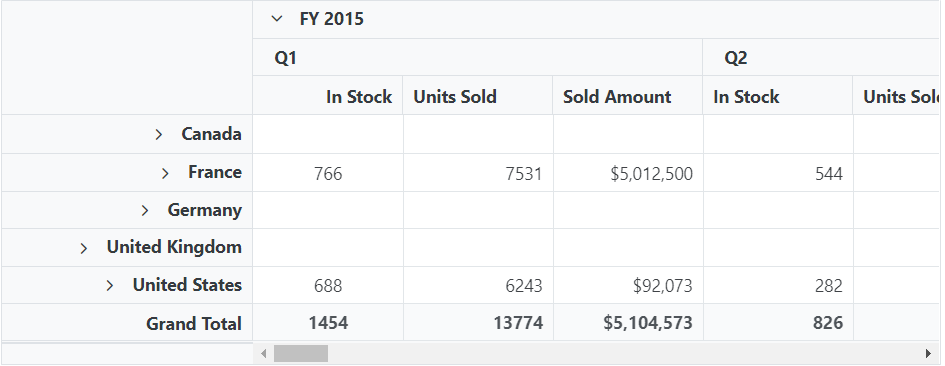 FY 2015
Q1 Q2
In Stock Units Sold Sold Amount In Stock Units
Canada
France 766 7531 $5,012,500 544
Germany
United Kingdom
United States 688 6243 $92,073 282
Grand Total 1454 13774 $5,104,573 826